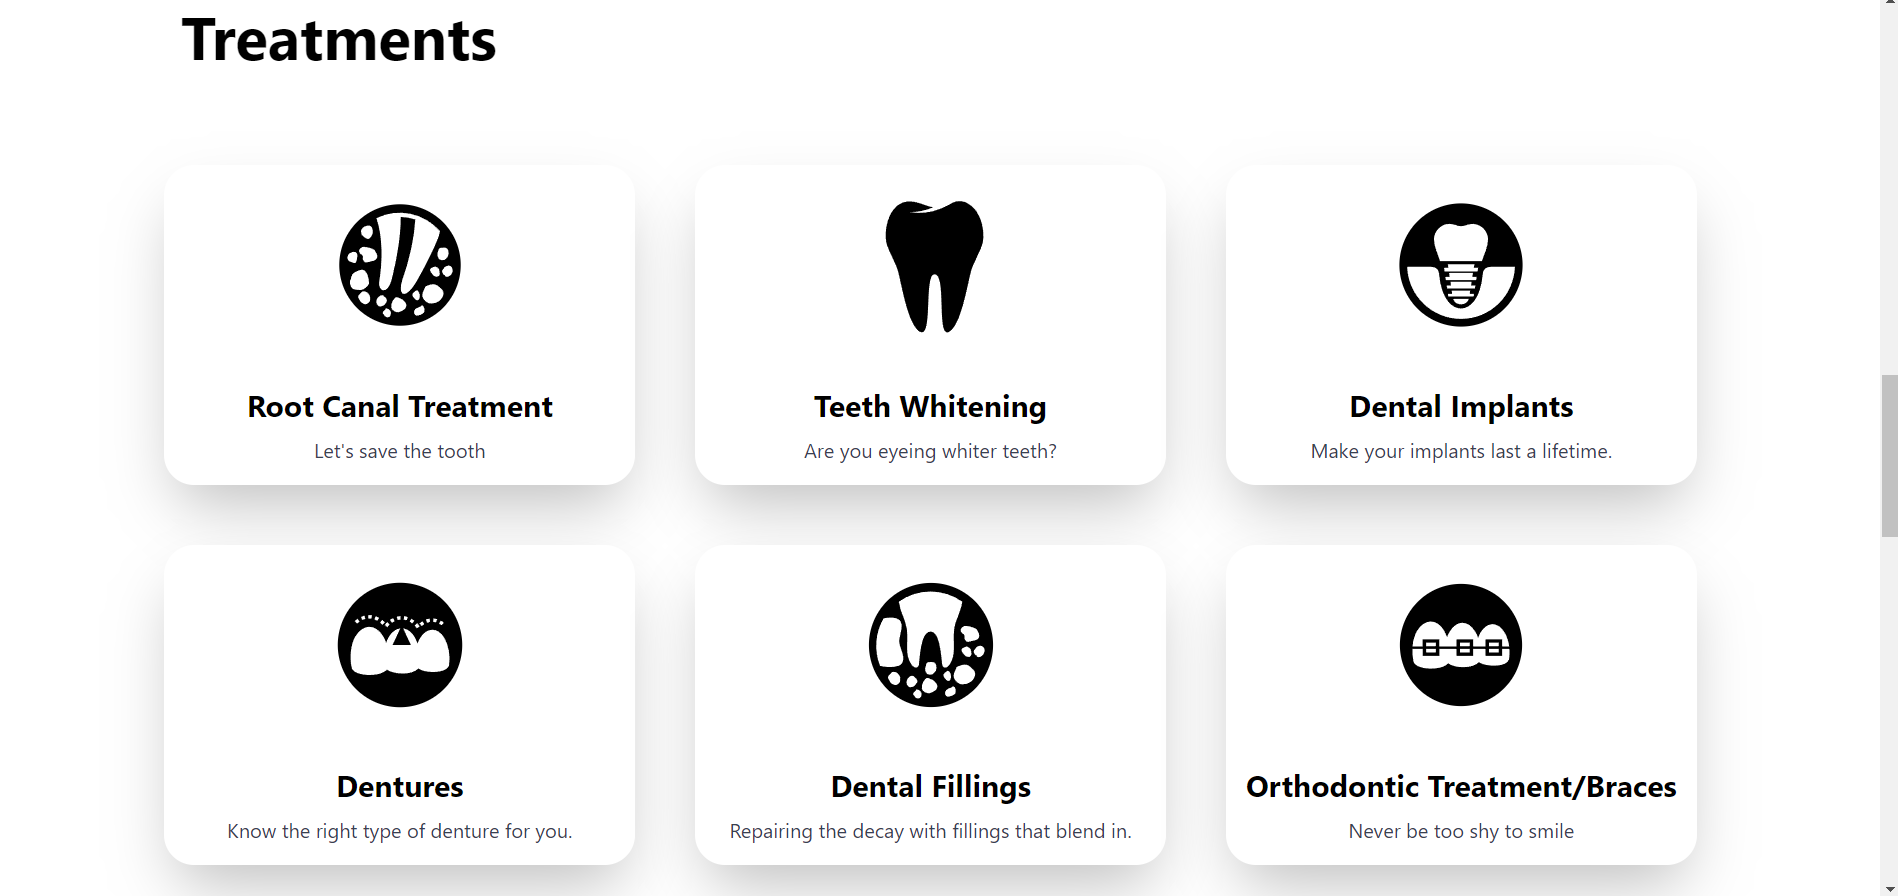 Treatments
Root Canal Treatment
Let's save the tooth
Teeth Whitening
Are you eyeing whiter teeth?
Dental Implants
Make your implants last a lifetime.
Dentures
Know the right type of denture for you.
Dental Fillings
Repairing the decay with fillings that blend in.
Orthodontic Treatment/Braces
Never be too shy to smile